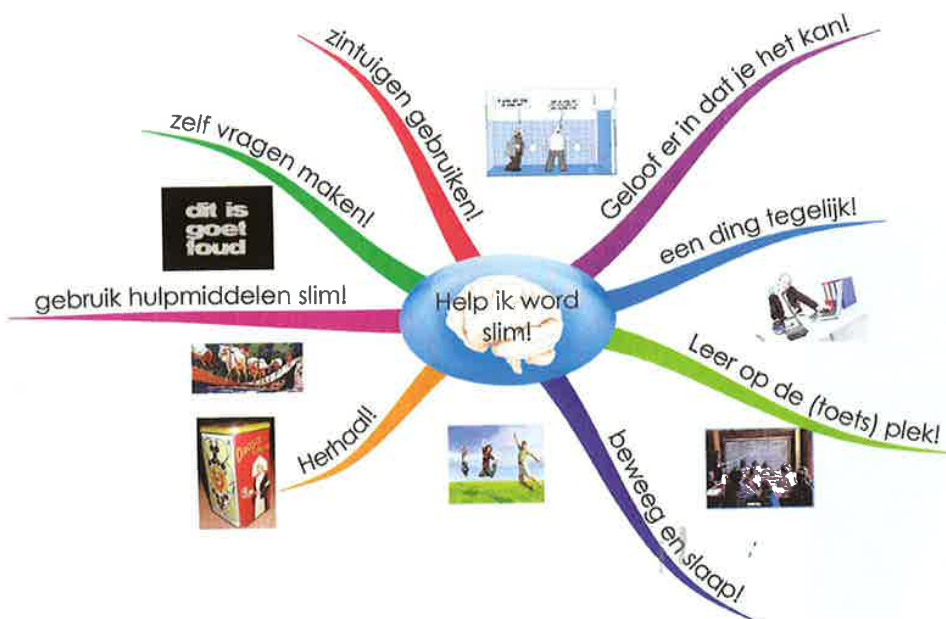 zintuigen gebruiken!
Geloof er in dat je het kan!
zelf vragen maken!
een ding tegelijk!
dit is
goet
foud
gebruik hulpmiddelen slim!
Help ik word
slim!
Leer op de (toets) plek!
Herhaal!
beweeg en slaap!